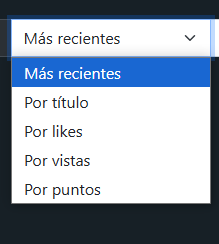 Más recientes
Más recientes
Por título
Por likes
Por vistas
Por puntos